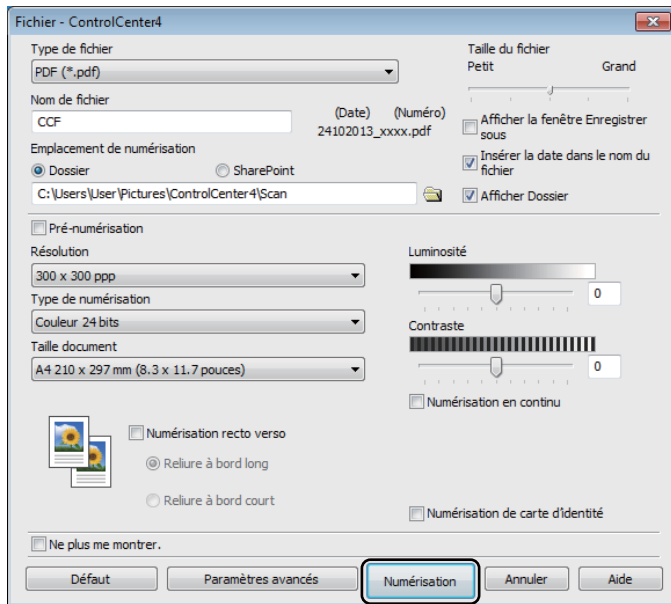 Fichier - ControlCenter4
Type de fichier
PDF (*.pdf)
Nom de fichier
CCF
(Date) (Numéro)
24102013_xxxx.pdf
Emplacement de numérisation
Dossier
SharePoint
C:\Users\User\Pictures\ControlCenter4\Scan
Taille du fichier
Petit
Grand
Afficher la fenêtre Enregistrer
sous
Insérer la date dans le nom du
fichier
Afficher Dossier
Pré-numérisation
Résolution
300 x 300 ppp
Type de numérisation
Couleur 24 bits
Taille document
A4 210 x 297 mm (8.3 x 11.7 pouces)
Luminosité
0
Contraste
0
Numérisation en continu
Numérisation recto verso
Reliure à bord long
Reliure à bord court
Numérisation de carte d'identité
Ne plus me montrer.
Défaut
Paramètres avancés
Numérisation
Annuler
Aide